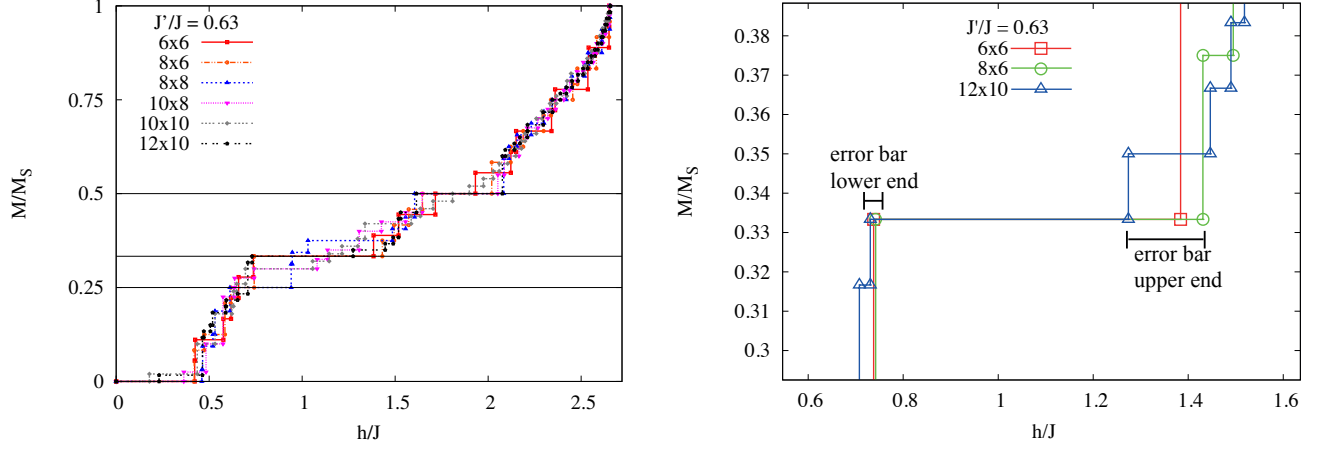 J'/J = 0.63
6x6
8x6
8x8
10x8
10x10
12x10
1
0.75
0.5
0.25
0
M/M_S
0 0.5 1 1.5 2 2.5
h/J
J'/J = 0.63
6x6
8x6
12x10
0.38
0.37
0.36
0.35
0.34
0.33
0.32
0.31
0.3
M/M_S
error bar
lower end
error bar
upper end
0.6 0.8 1 1.2 1.4 1.6
h/J